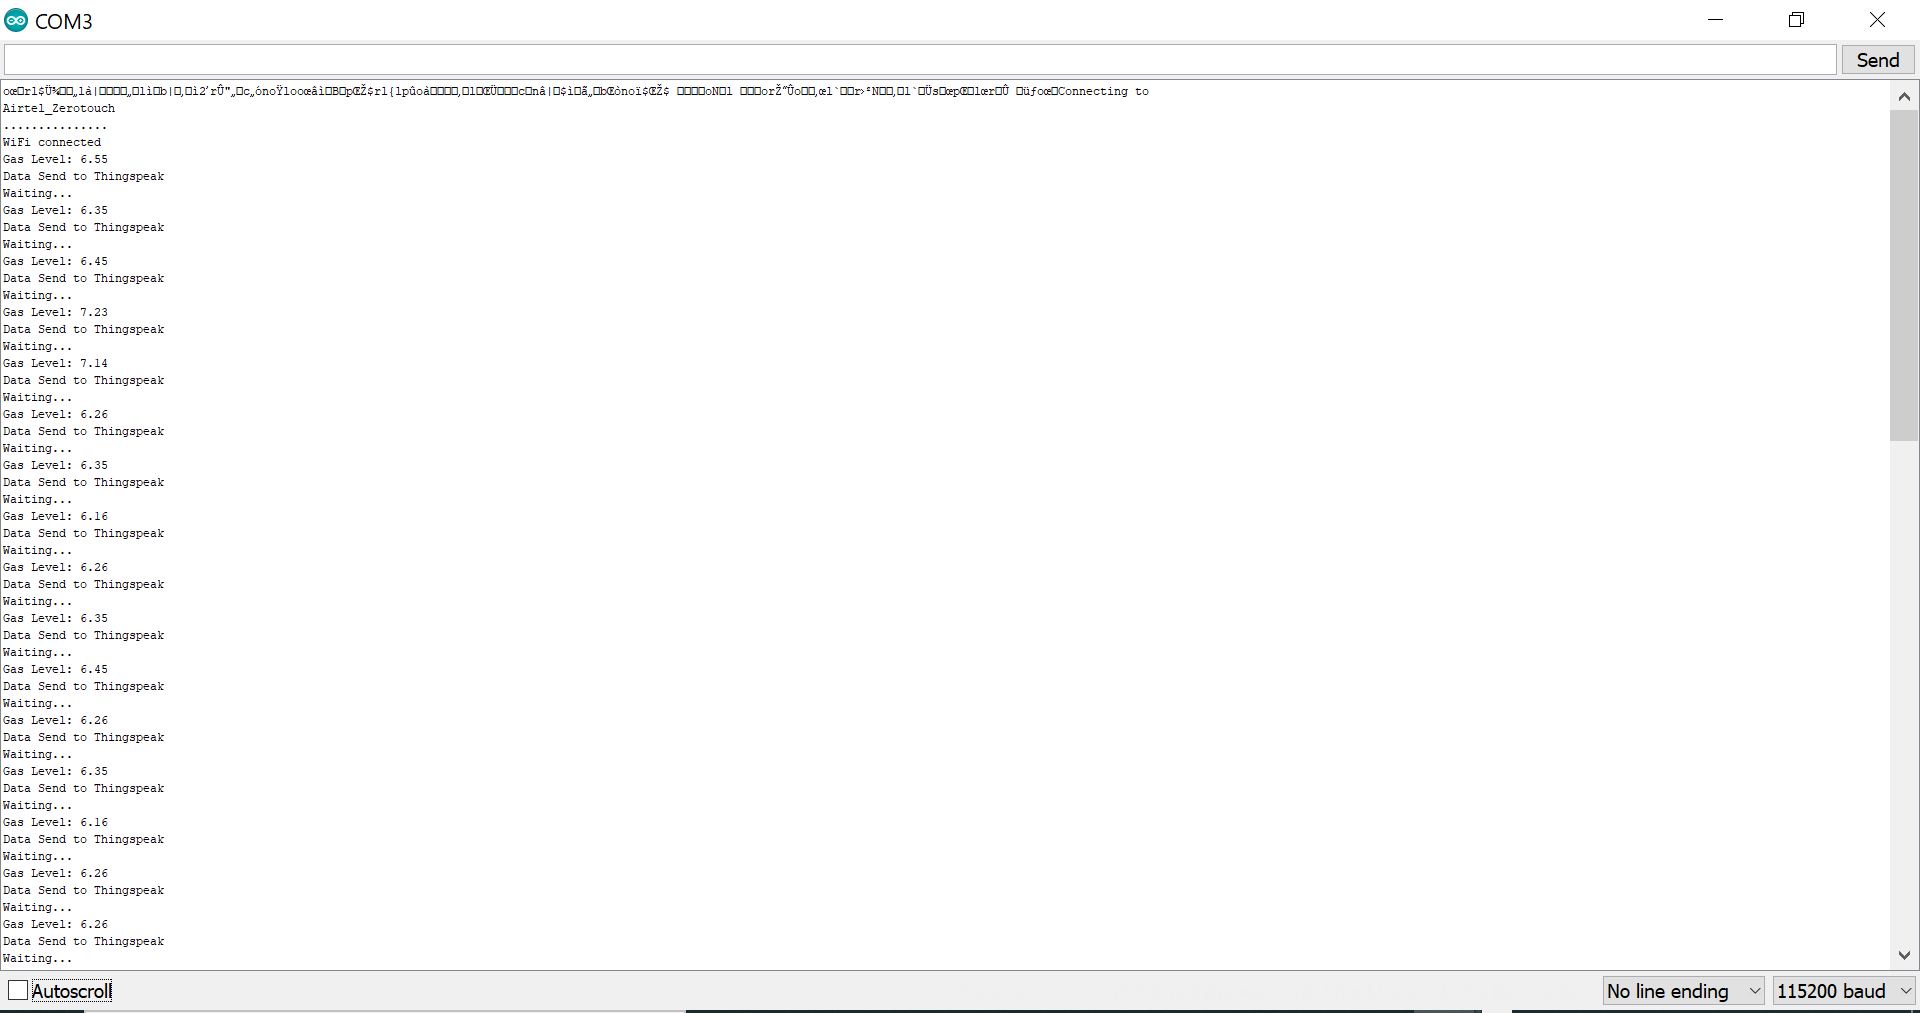 COM3
Send
Connecting to
Airtel_Zerotouch
...............
WiFi connected
Gas Level: 6.55
Data Send to Thingspeak
Waiting...
Gas Level: 6.35
Data Send to Thingspeak
Waiting...
Gas Level: 6.45
Data Send to Thingspeak
Waiting...
Gas Level: 7.23
Data Send to Thingspeak
Waiting...
Gas Level: 7.14
Data Send to Thingspeak
Waiting...
Gas Level: 6.26
Data Send to Thingspeak
Waiting...
Gas Level: 6.35
Data Send to Thingspeak
Waiting...
Gas Level: 6.16
Data Send to Thingspeak
Waiting...
Gas Level: 6.26
Data Send to Thingspeak
Waiting...
Gas Level: 6.35
Data Send to Thingspeak
Waiting...
Gas Level: 6.45
Data Send to Thingspeak
Waiting...
Gas Level: 6.26
Data Send to Thingspeak
Waiting...
Gas Level: 6.35
Data Send to Thingspeak
Waiting...
Gas Level: 6.16
Data Send to Thingspeak
Waiting...
Gas Level: 6.26
Data Send to Thingspeak
Waiting...
Gas Level: 6.26
Data Send to Thingspeak
Waiting...
Autoscroll
No line ending
115200 baud